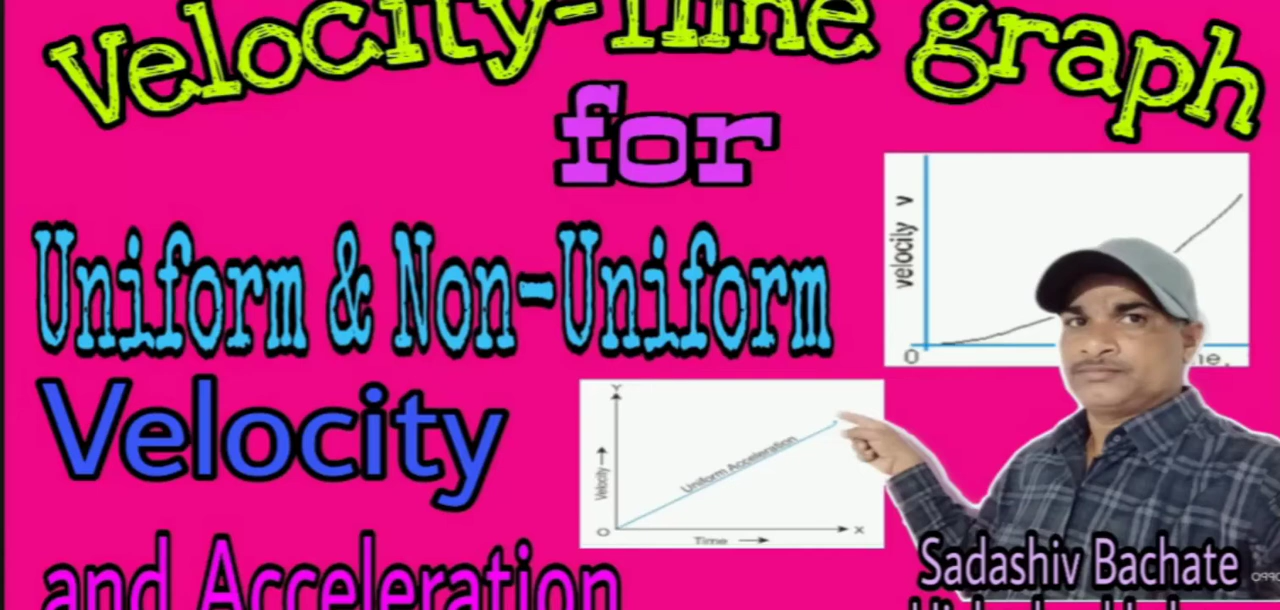 Velocity-Time graph
for
Uniform & Non-Uniform
Velocity
and Acceleration
velocity v
0
Y
Velocity
Uniform Acceleration
O
Time
X
Sadashiv Bachate